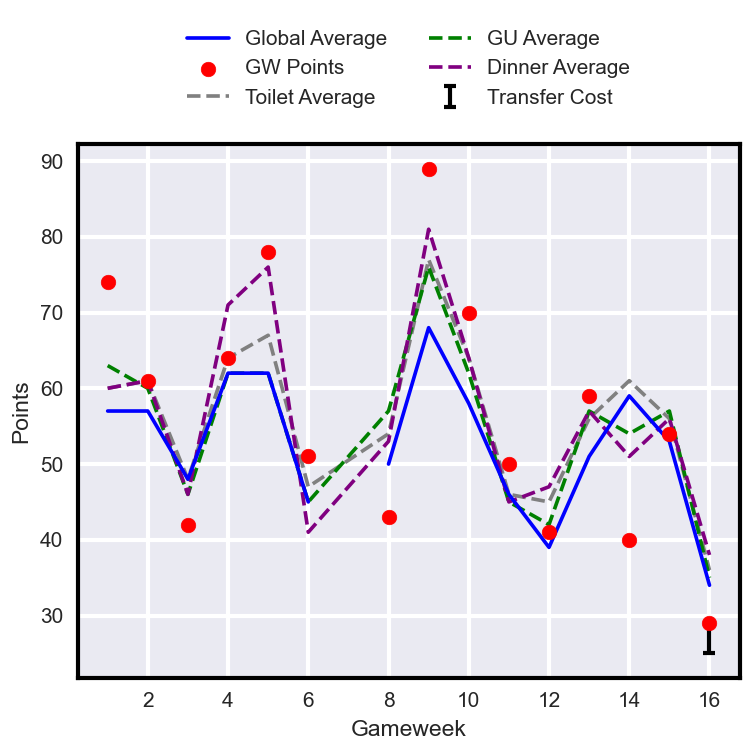 Global Average
GW Points
Toilet Average
GU Average
Dinner Average
Transfer Cost
90
80
70
60
50
40
30
Points
2 4 6 8 10 12 14 16
Gameweek